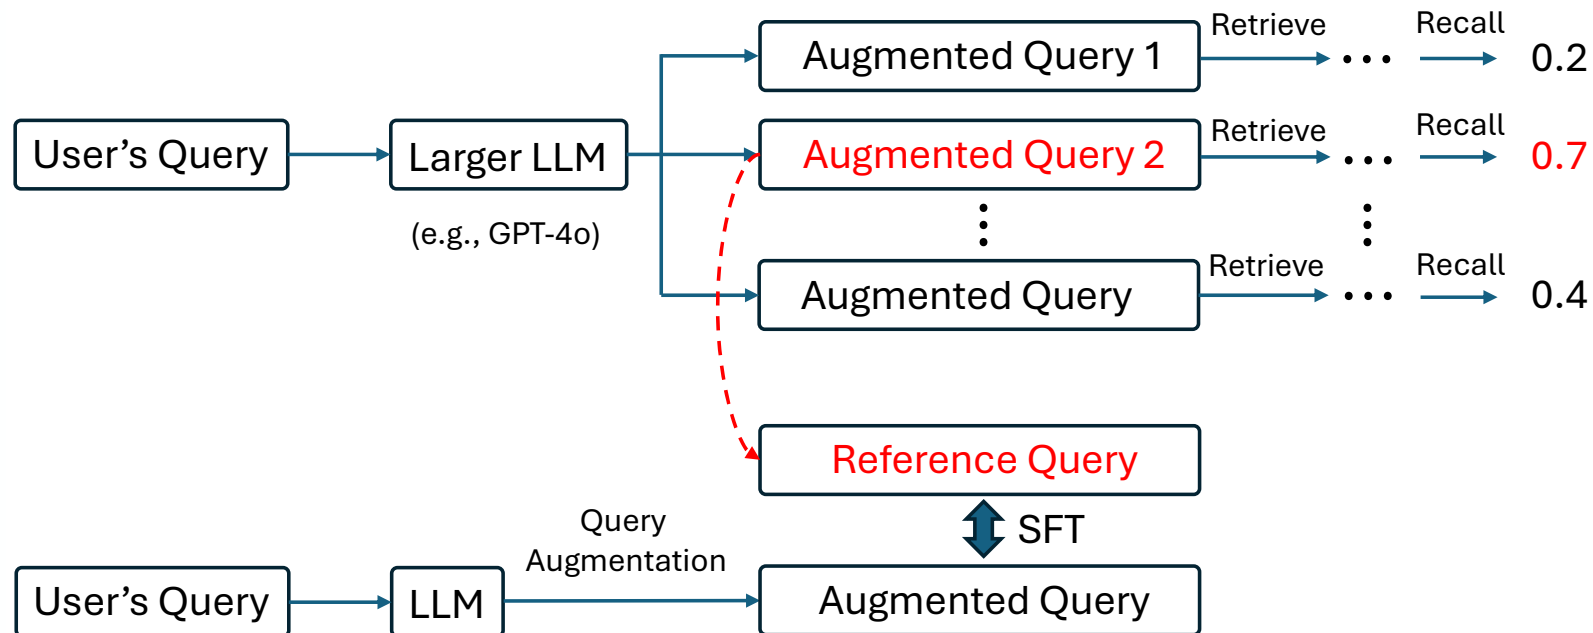 Augmented Query 1
Retrieve
Recall
0.2
User's Query
Larger LLM
(e.g., GPT-4o)
Augmented Query 2
Retrieve
Recall
0.7
Augmented Query
Retrieve
Recall
0.4
Reference Query
SFT
User's Query
LLM
Query
Augmentation
Augmented Query